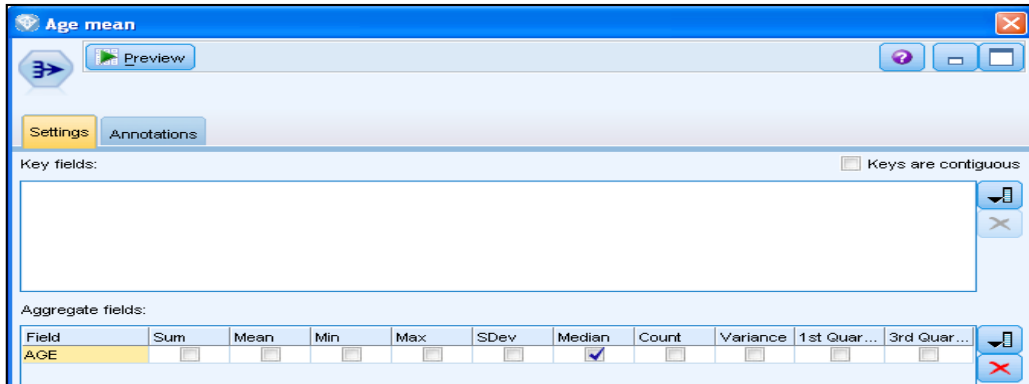 Age mean
Preview
Settings Annotations
Key fields: Keys are contiguous
Aggregate fields:
Field Sum Mean Min Max SDev Median Count Variance 1st Quar... 3rd Quar...
AGE